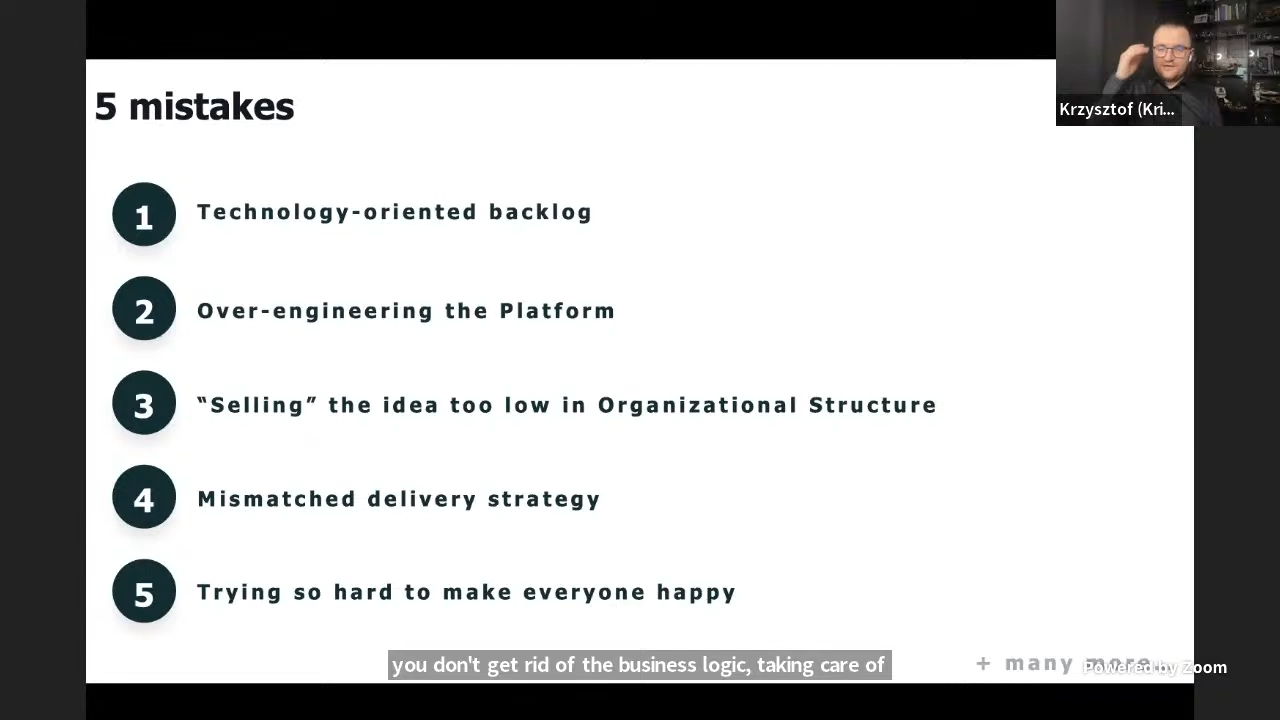 5 mistakes
Krzysztof (Kri...
1
Technology-oriented backlog
2
Over-engineering the Platform
3
“Selling” the idea too low in Organizational Structure
4
Mismatched delivery strategy
5
Trying so hard to make everyone happy
you don't get rid of the business logic, taking care of
+ many more
Powered by Zoom